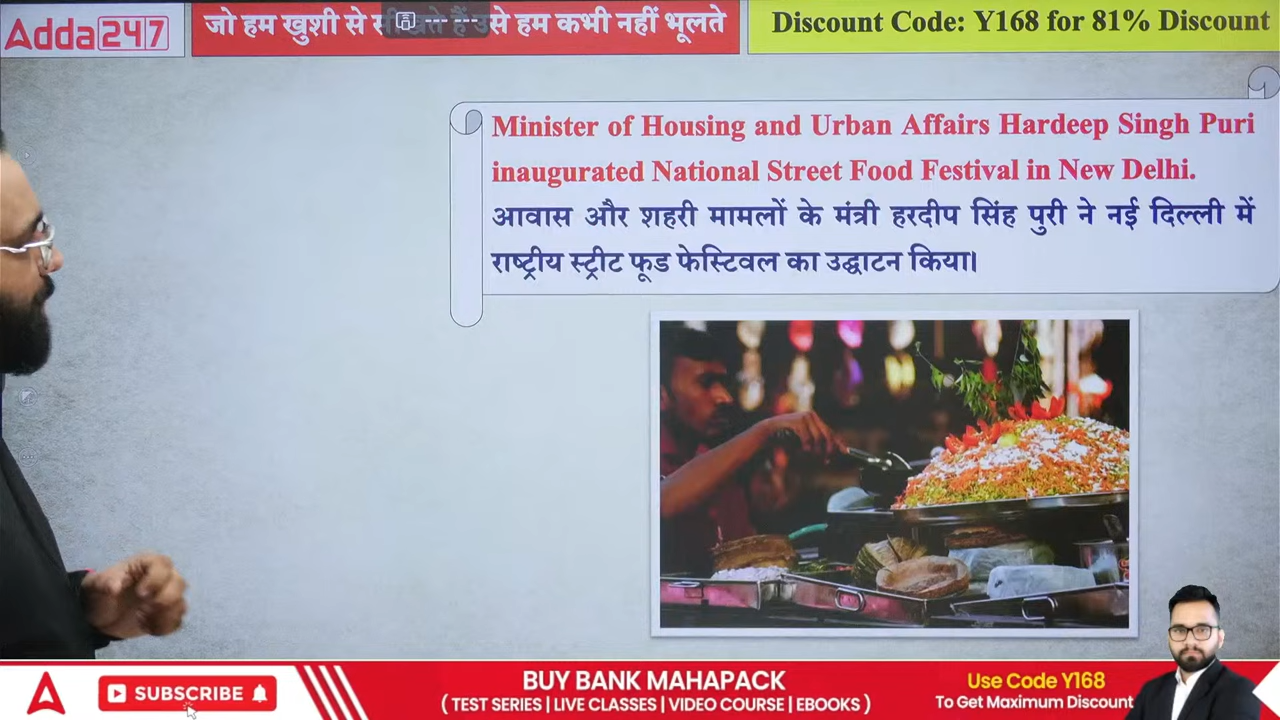 Adda247
जो हम खुशी से सीखते हैं उसे हम कभी नहीं भूलते
Discount Code: Y168 for 81% Discount
Minister of Housing and Urban Affairs Hardeep Singh Puri
inaugurated National Street Food Festival in New Delhi.
आवास और शहरी मामलों के मंत्री हरदीप सिंह पुरी ने नई दिल्ली में
राष्ट्रीय स्ट्रीट फूड फेस्टिवल का उद्घाटन किया।
SUBSCRIBE
BUY BANK MAHAPACK
( TEST SERIES | LIVE CLASSES | VIDEO COURSE | EBOOKS )
Use Code Y168
To Get Maximum Discount